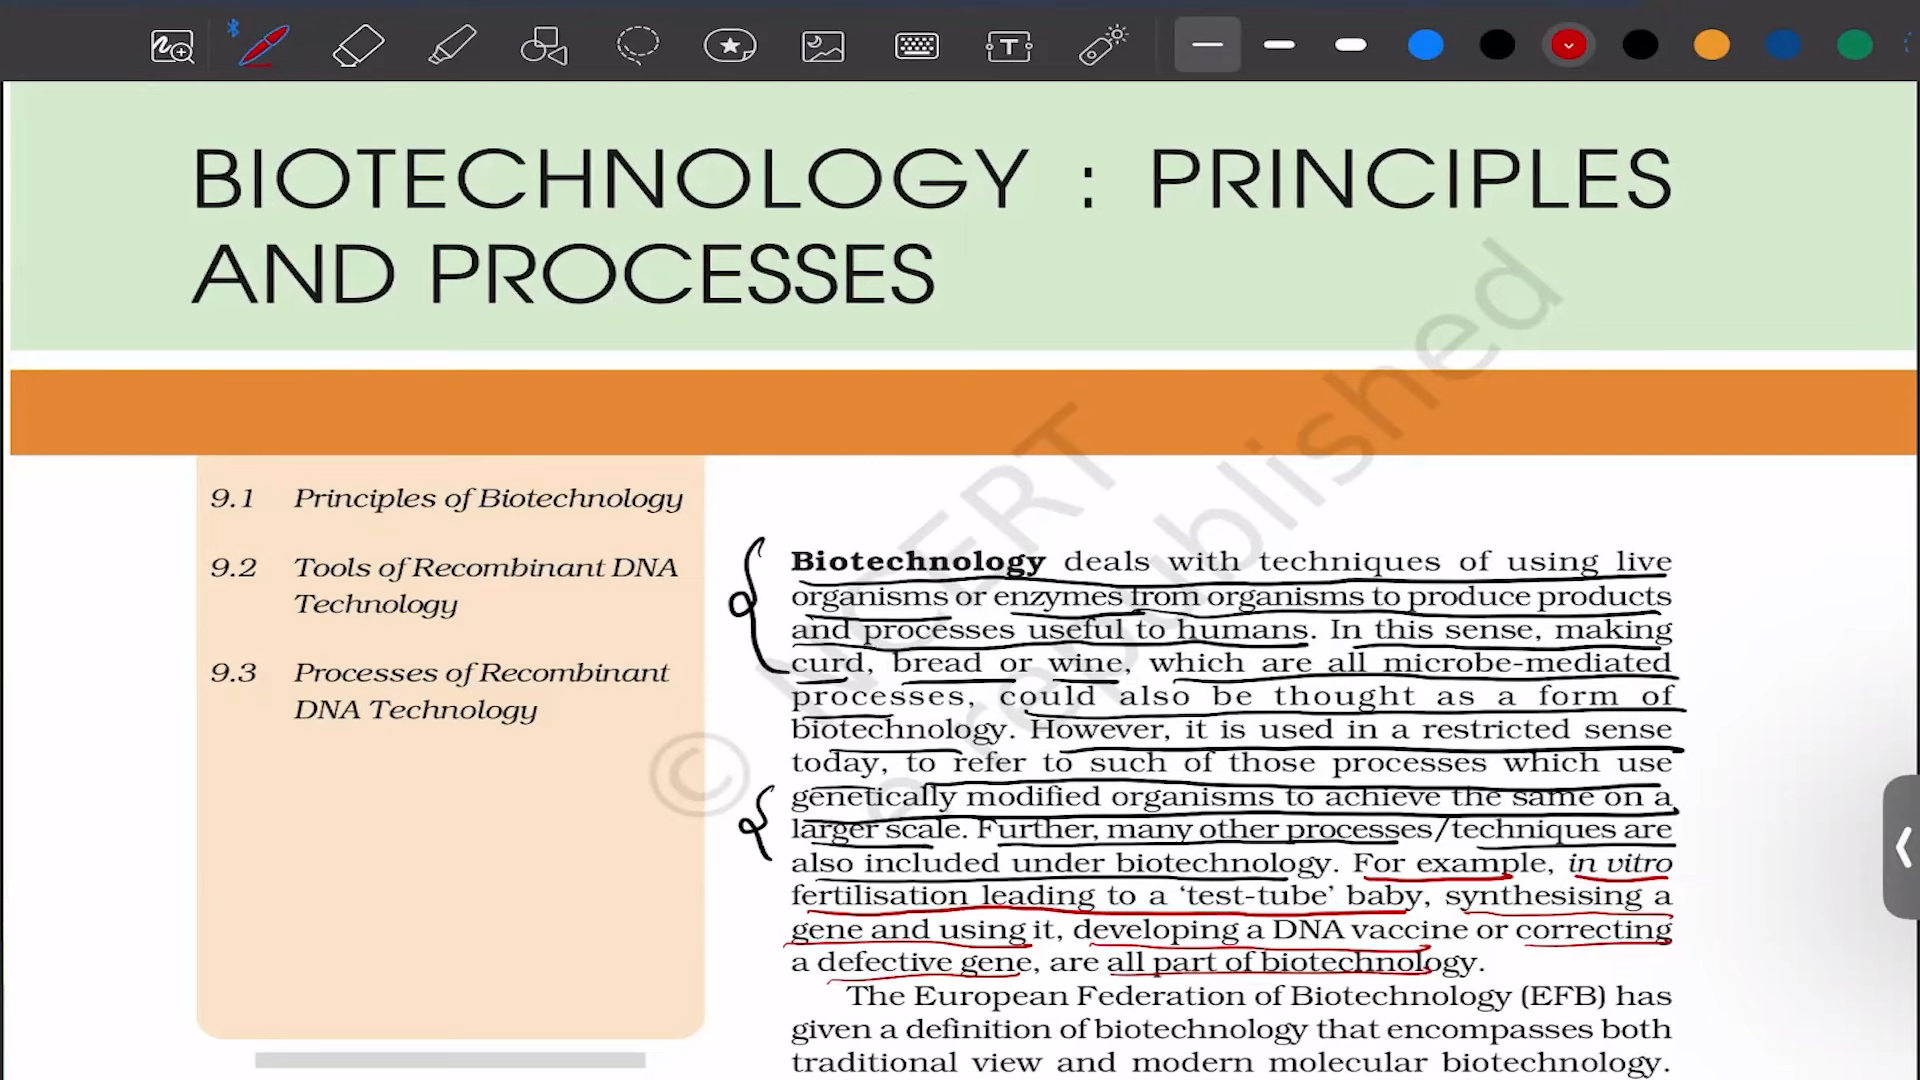 BIOTECHNOLOGY : PRINCIPLES
AND PROCESSES
9.1 Principles of Biotechnology
9.2 Tools of Recombinant DNA
Technology
9.3 Processes of Recombinant
DNA Technology
Biotechnology deals with techniques of using live
organisms or enzymes from organisms to produce products
and processes useful to humans. In this sense, making
curd, bread or wine, which are all microbe-mediated
processes, could also be thought as a form of
biotechnology. However, it is used in a restricted sense
today, to refer to such of those processes which use
genetically modified organisms to achieve the same on a
larger scale. Further, many other processes/techniques are
also included under biotechnology. For example, in vitro
fertilisation leading to a ‘test-tube’ baby, synthesising a
gene and using it, developing a DNA vaccine or correcting
a defective gene, are all part of biotechnology.
The European Federation of Biotechnology (EFB) has
given a definition of biotechnology that encompasses both
traditional view and modern molecular biotechnology.
© NCERT
republished